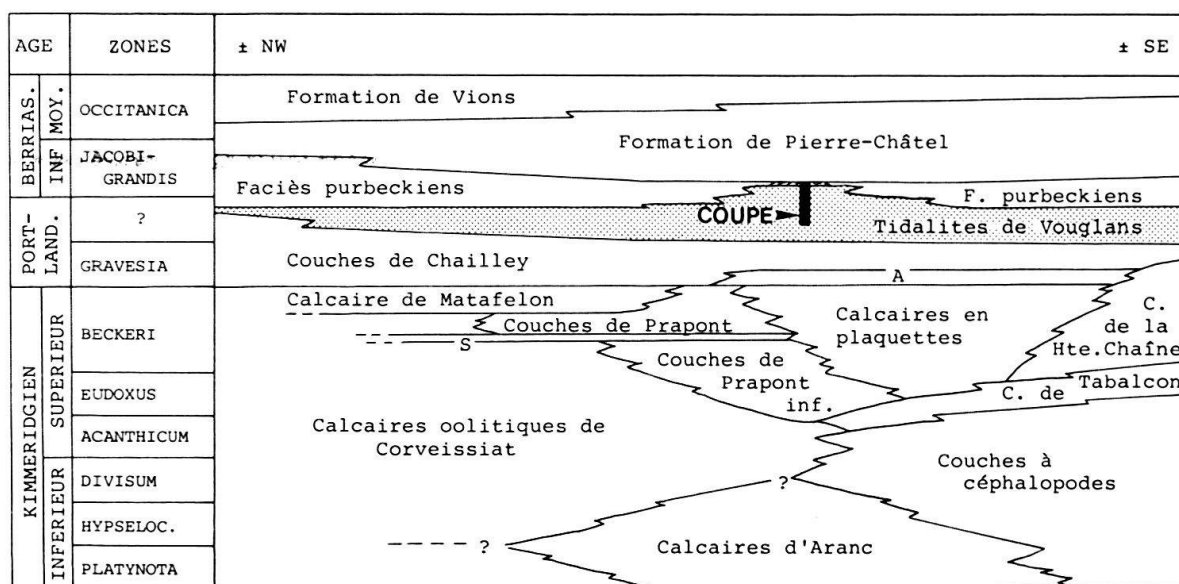 AGE
ZONES
± NW
± SE
BERRIAS.
MOY.
INF
OCCITANICA
JACOBI-
GRANDIS
PORT-
LAND.
?
GRAVESIA
KIMMERIDGIEN
SUPERIEUR
INFERIEUR
BECKERI
EUDOXUS
ACANTHICUM
DIVISUM
HYPSELOC.
PLATYNOTA
Formation de Vions
Formation de Pierre-Châtel
Faciès purbeckiens
F. purbeckiens
COUPE
Tidalites de Vouglans
Couches de Chailley
A
Calcaire de Matafelon
Couches de Prapont
S
Calcaires en
plaquettes
C.
de la
Hte.Chaîne
Couches de
Prapont
inf.
C. de Tabalcon
Calcaires oolitiques de
Corveissiat
Couches à
céphalopodes
?
?
Calcaires d'Aranc